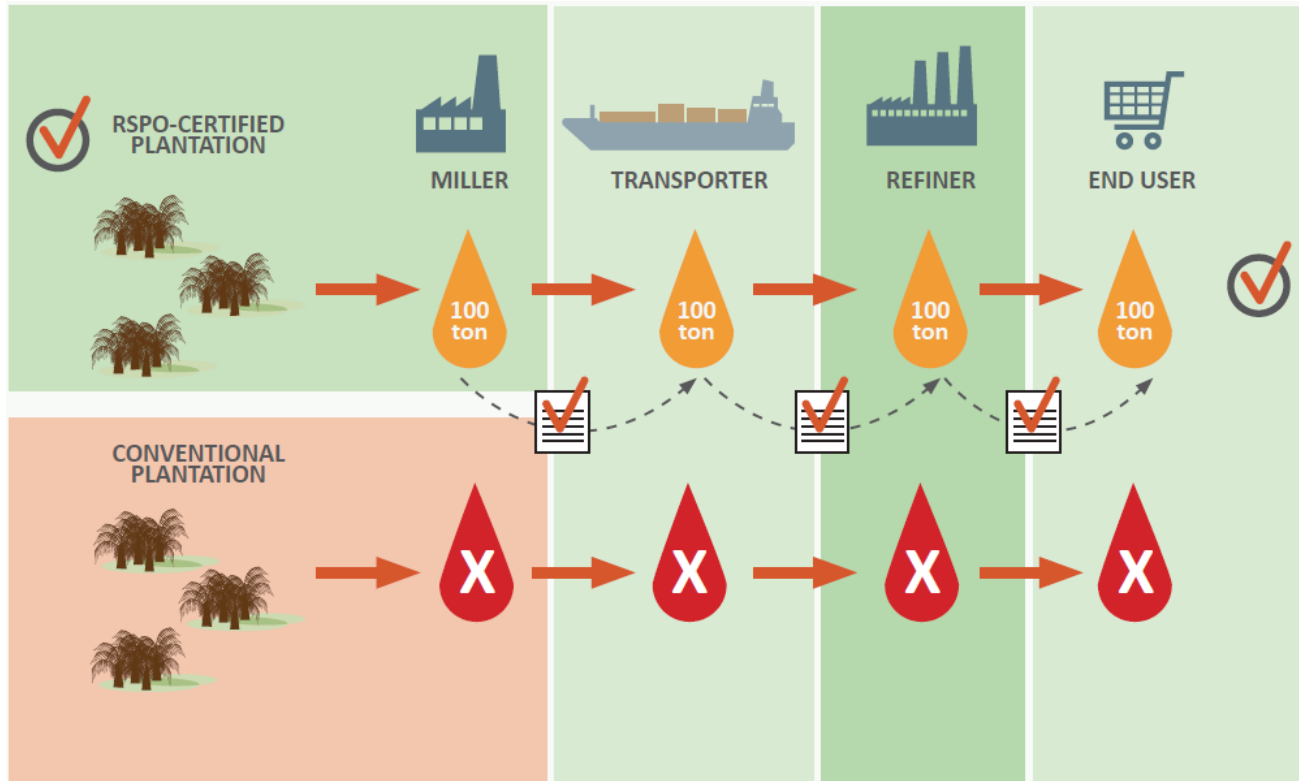 RSPO-CERTIFIED
PLANTATION
MILLER
TRANSPORTER
REFINER
END USER
100
ton
100
ton
100
ton
100
ton
CONVENTIONAL
PLANTATION
X
X
X
X